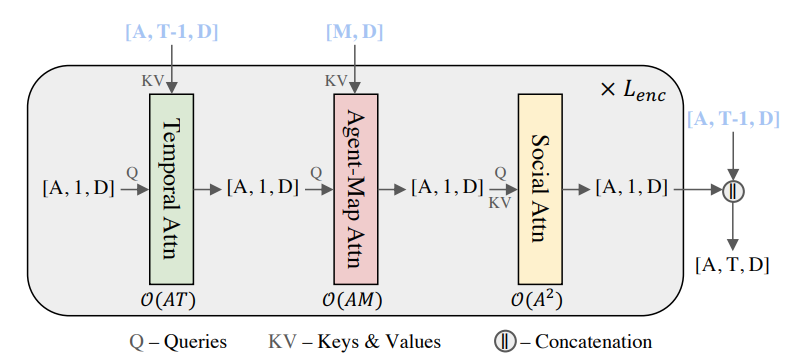 [A, T-1, D]
[M, D]
KV
KV
× L_enc
[A, T-1, D]
[A, 1, D]
Q
Temporal Attn
[A, 1, D]
Q
Agent-Map Attn
[A, 1, D]
Q
KV
Social Attn
[A, 1, D]
||
[A, T, D]
𝒪(AT)
𝒪(AM)
𝒪(A²)
Q – Queries
KV – Keys & Values
|| – Concatenation